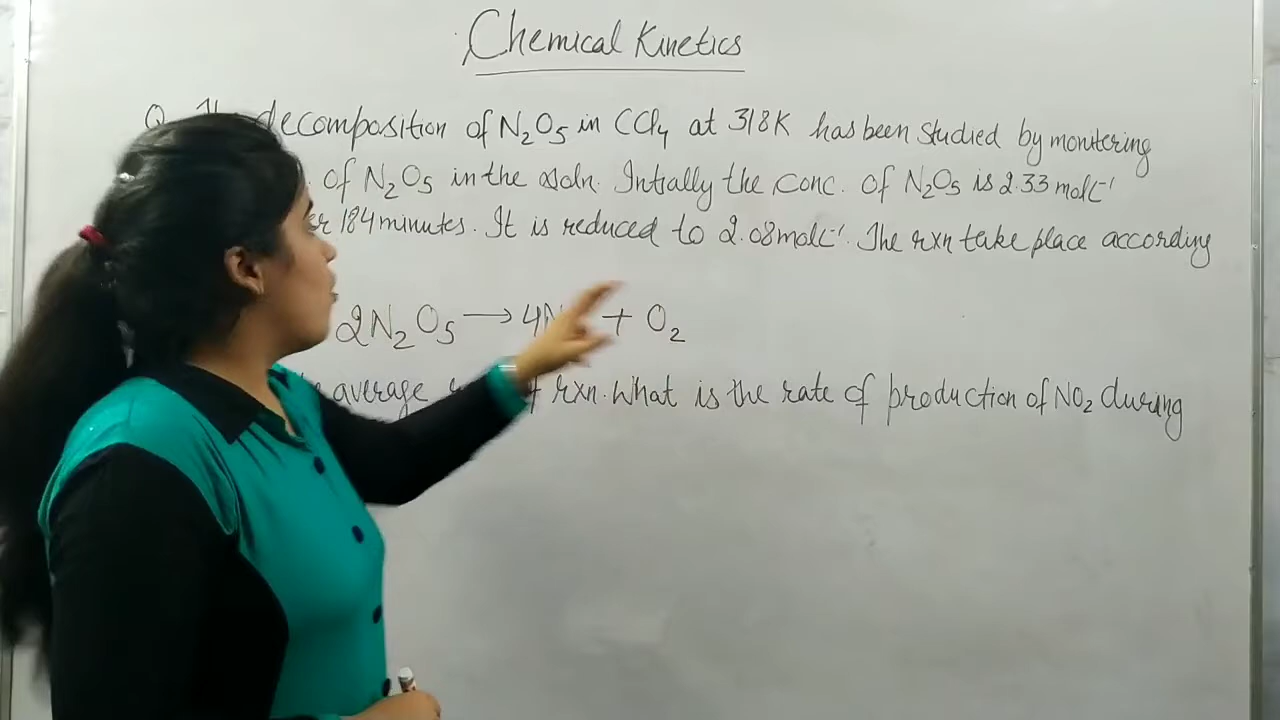 Chemical Kinetics
Q. decomposition of N₂O₅ in CCl₄ at 318K has been studied by monitering
of N₂O₅ in the soln. Intially the conc. of N₂O₅ is 2.33 molL⁻¹
184 minutes. It is reduced to 2.08 molL⁻¹. The rxn take place according
2N₂O₅ → 4N + O₂
average rxn. What is the rate of production of NO₂ during